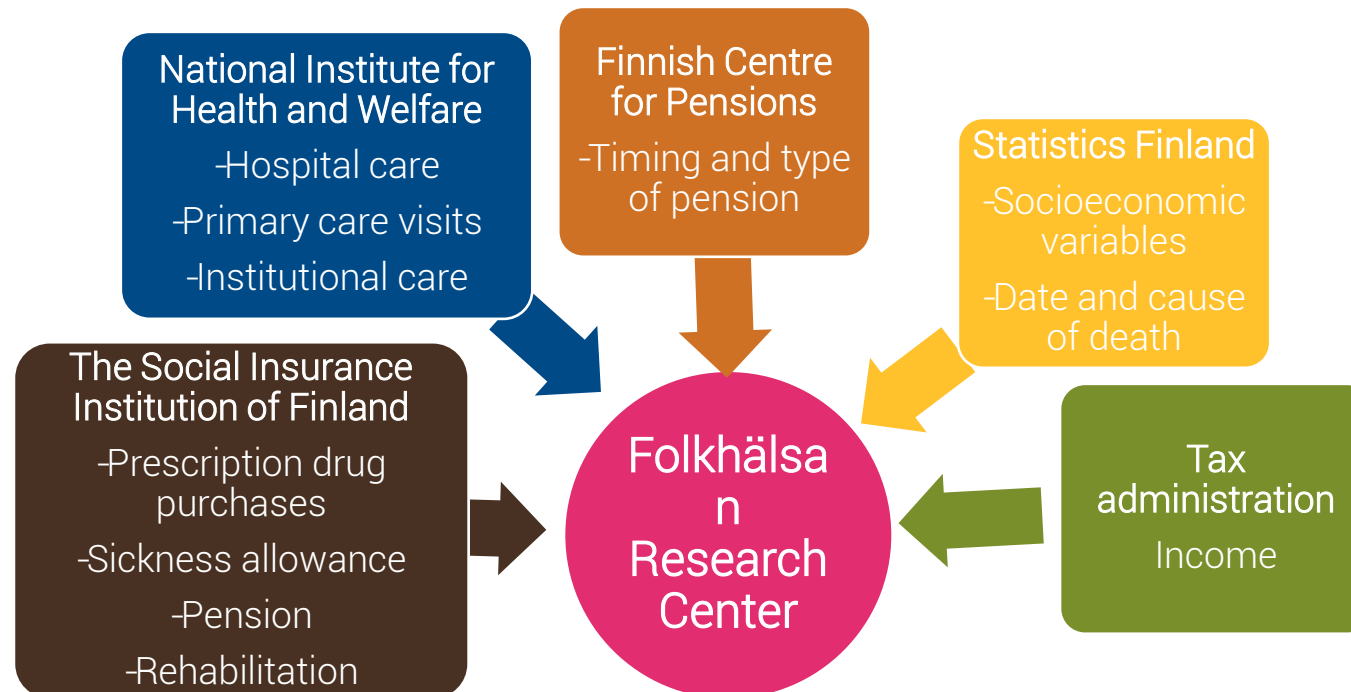 National Institute for
Health and Welfare
-Hospital care
-Primary care visits
-Institutional care
Finnish Centre
for Pensions
-Timing and type
of pension
Statistics Finland
-Socioeconomic
variables
-Date and cause
of death
The Social Insurance
Institution of Finland
-Prescription drug
purchases
-Sickness allowance
-Pension
-Rehabilitation
Folkhälsa
n
Research
Center
Tax
administration
Income